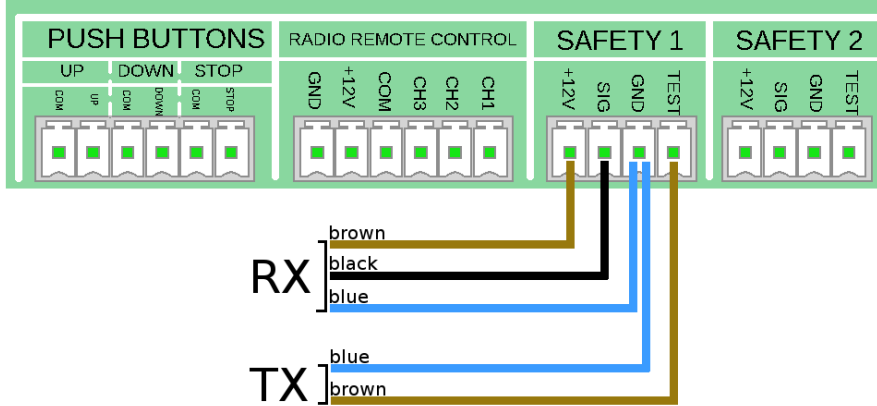 PUSH BUTTONS
UP DOWN STOP
COM UP COM DOWN COM STOP
RADIO REMOTE CONTROL
GND +12V COM CH3 CH2 CH1
SAFETY 1
+12V SIG GND TEST
SAFETY 2
+12V SIG GND TEST
RX
brown
black
blue
TX
blue
brown